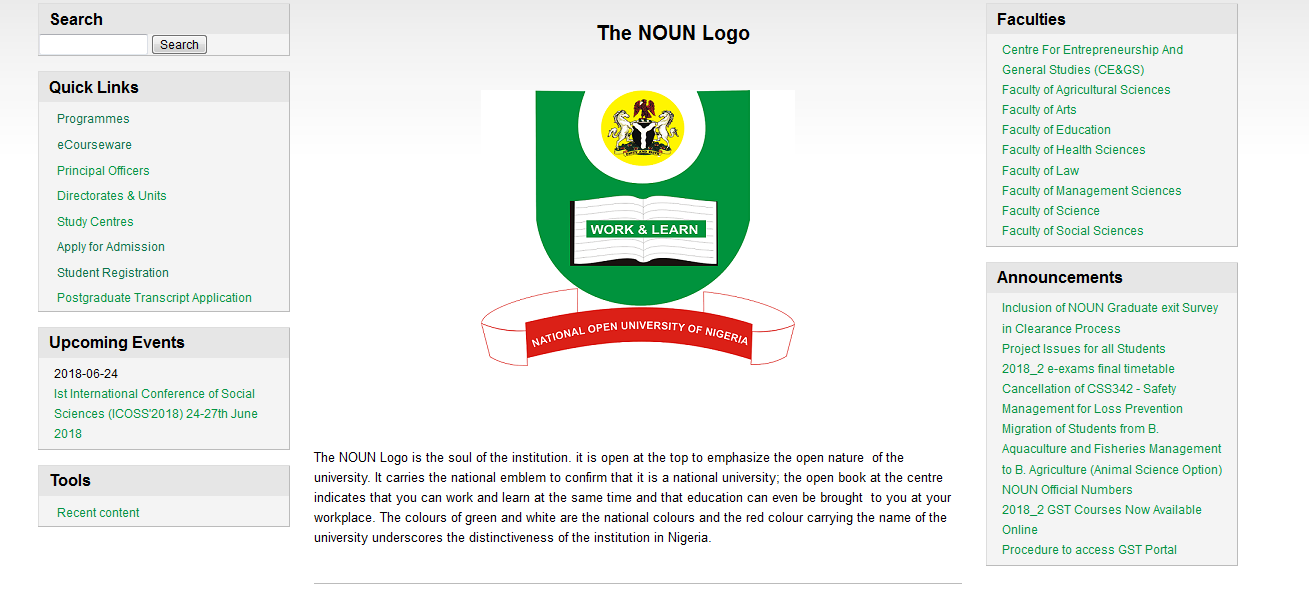 Search
Search
Quick Links
Programmes
eCourseware
Principal Officers
Directorates & Units
Study Centres
Apply for Admission
Student Registration
Postgraduate Transcript Application
Upcoming Events
2018-06-24
Ist International Conference of Social
Sciences (ICOSS'2018) 24-27th June
2018
Tools
Recent content
The NOUN Logo
WORK & LEARN
NATIONAL OPEN UNIVERSITY OF NIGERIA
The NOUN Logo is the soul of the institution. it is open at the top to emphasize the open nature  of the
university. It carries the national emblem to confirm that it is a national university; the open book at the centre
indicates that you can work and learn at the same time and that education can even be brought  to you at your
workplace. The colours of green and white are the national colours and the red colour carrying the name of the
university underscores the distinctiveness of the institution in Nigeria.
Faculties
Centre For Entrepreneurship And
General Studies (CE&GS)
Faculty of Agricultural Sciences
Faculty of Arts
Faculty of Education
Faculty of Health Sciences
Faculty of Law
Faculty of Management Sciences
Faculty of Science
Faculty of Social Sciences
Announcements
Inclusion of NOUN Graduate exit Survey
in Clearance Process
Project Issues for all Students
2018_2 e-exams final timetable
Cancellation of CSS342 - Safety
Management for Loss Prevention
Migration of Students from B.
Aquaculture and Fisheries Management
to B. Agriculture (Animal Science Option)
NOUN Official Numbers
2018_2 GST Courses Now Available
Online
Procedure to access GST Portal